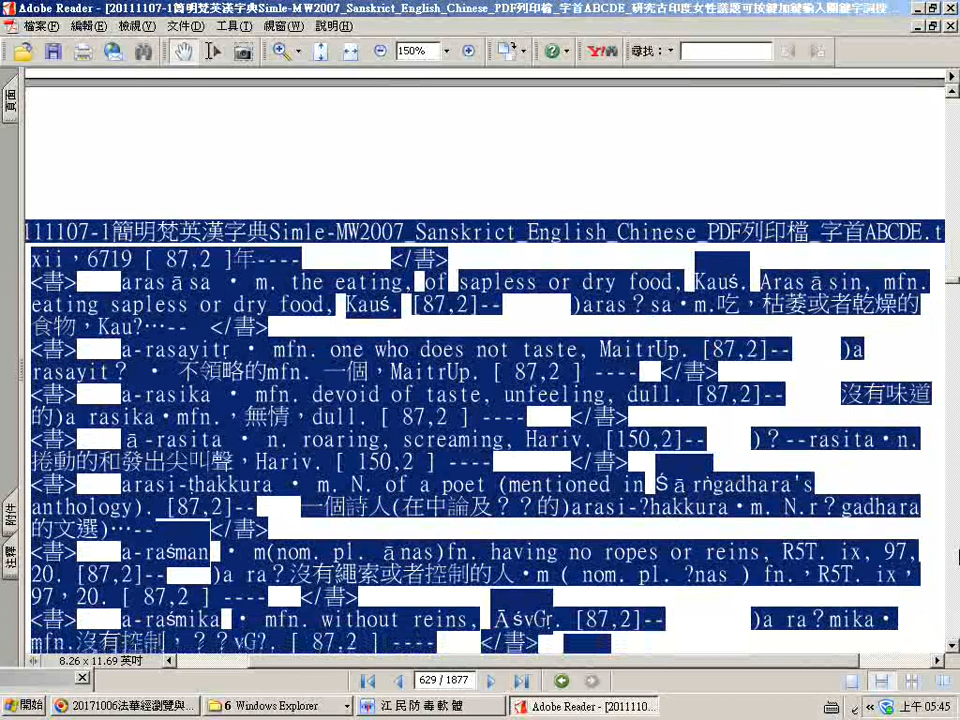 Adobe Reader - [20111107-1簡明梵英漢字典Simle-MW2007_Sanskrict_English_Chinese_PDF列印檔_字首ABCDE_研究古印度女性議題可按鍵加鍵輸入關鍵字詞搜
檔案(F) 編輯(E) 檢視(V) 文件(D) 工具(T) 視窗(W) 說明(H)
150% Y! 尋找:
頁面
111107-1簡明梵英漢字典Simle-MW2007_Sanskrict_English_Chinese_PDF列印檔_字首ABCDE.t
xii,6719 [ 87,2 ]年---- </書>
<書> arasāsa · m. the eating, of sapless or dry food, Kauś. Arasāsin, mfn.
eating sapless or dry food, Kauś. [87,2]-- )aras?sa·m.吃,枯萎或者乾燥的
食物,Kau?…-- </書>
<書> a-rasayitṛ · mfn. one who does not taste, MaitrUp. [87,2]-- )a
rasayit? · 不領略的mfn. 一個,MaitrUp. [ 87,2 ] ---- </書>
<書> a-rasika · mfn. devoid of taste, unfeeling, dull. [87,2]-- 沒有味道
的)a rasika·mfn.,無情,dull. [ 87,2 ] ---- </書>
<書> ā-rasita · n. roaring, screaming, Hariv. [150,2]-- )?--rasita·n.
捲動的和發出尖叫聲,Hariv. [ 150,2 ] ---- </書>
<書> arasi-ṭhakkura · m. N. of a poet (mentioned in Śārṅgadhara's
anthology). [87,2]-- 一個詩人(在中論及??的)arasi-?hakkura·m. N.r?gadhara
的文選)…-- </書>
<書> a-raśman · m(nom. pl. ānas)fn. having no ropes or reins, R5T. ix, 97,
20. [87,2]-- )a ra?沒有繩索或者控制的人·m ( nom. pl. ?nas ) fn.,R5T. ix,
97,20. [ 87,2 ] ---- </書>
<書> a-raśmika · mfn. without reins, ĀśvGṛ. [87,2]-- )a ra?mika·
mfn.沒有控制,??vG?. [ 87,2 ] ---- </書>
附件
注釋
8.26 x 11.69 英吋
629 / 1877
開始 20171006法華經瀏覽與... 6 Windows Explorer 江民防毒軟體 Adobe Reader - [2011110... 上午 05:45